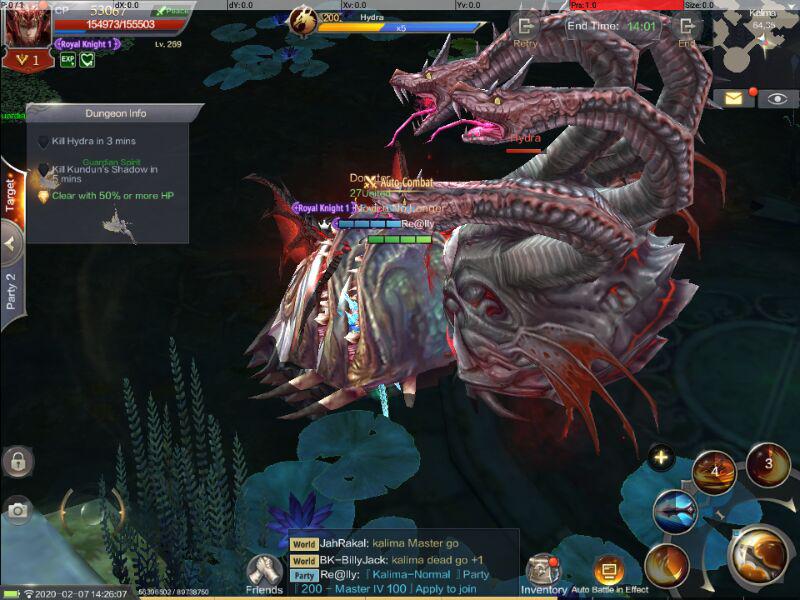 P:0 / 1
dX:0.0
dY:0.0
Xv:0.0
Yv:0.0
Prs:1.0
Size:0.0
CP 53067
Peace
154973/155503
Royal Knight 1
Lv. 269
V 1
EXP
200
Hydra
x5
Retry
End Time: 14:01
End
Kalima
64,35
Dungeon Info
Kill Hydra in 3 mins
Guardian Spirit
Kill Kundun's Shadow in
5 mins
Clear with 50% or more HP
Target
Party 2
Hydra
Auto Combat
Royal Knight 1
Re@lly
4
3
World JahRakal: kalima Master go
World BK-BillyJack: kalima dead go +1
Party Re@lly: 「 Kalima-Normal 」Party
「 200 - Master IV 100 」Apply to join
Friends
Inventory
Auto Battle in Effect
2020-02-07 14:26:07